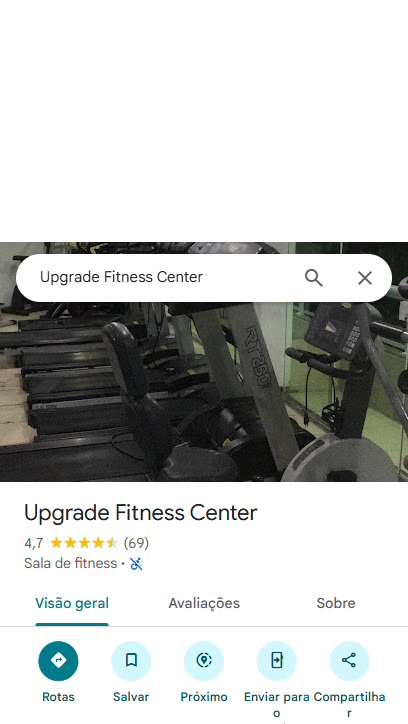 Upgrade Fitness Center
RT250
Upgrade Fitness Center
4,7 (69)
Sala de fitness ·
Visão geral Avaliações Sobre
Rotas Salvar Próximo Enviar para o Compartilhar